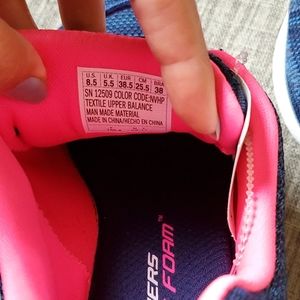 U.S. U.K. EUR CM BRA
8.5 5.5 38.5 25.5 38
SN 12509 COLOR CODE:NVHP
TEXTILE UPPER BALANCE
MAN MADE MATERIAL
MADE IN CHINA/HECHO EN CHINA
FOAM™